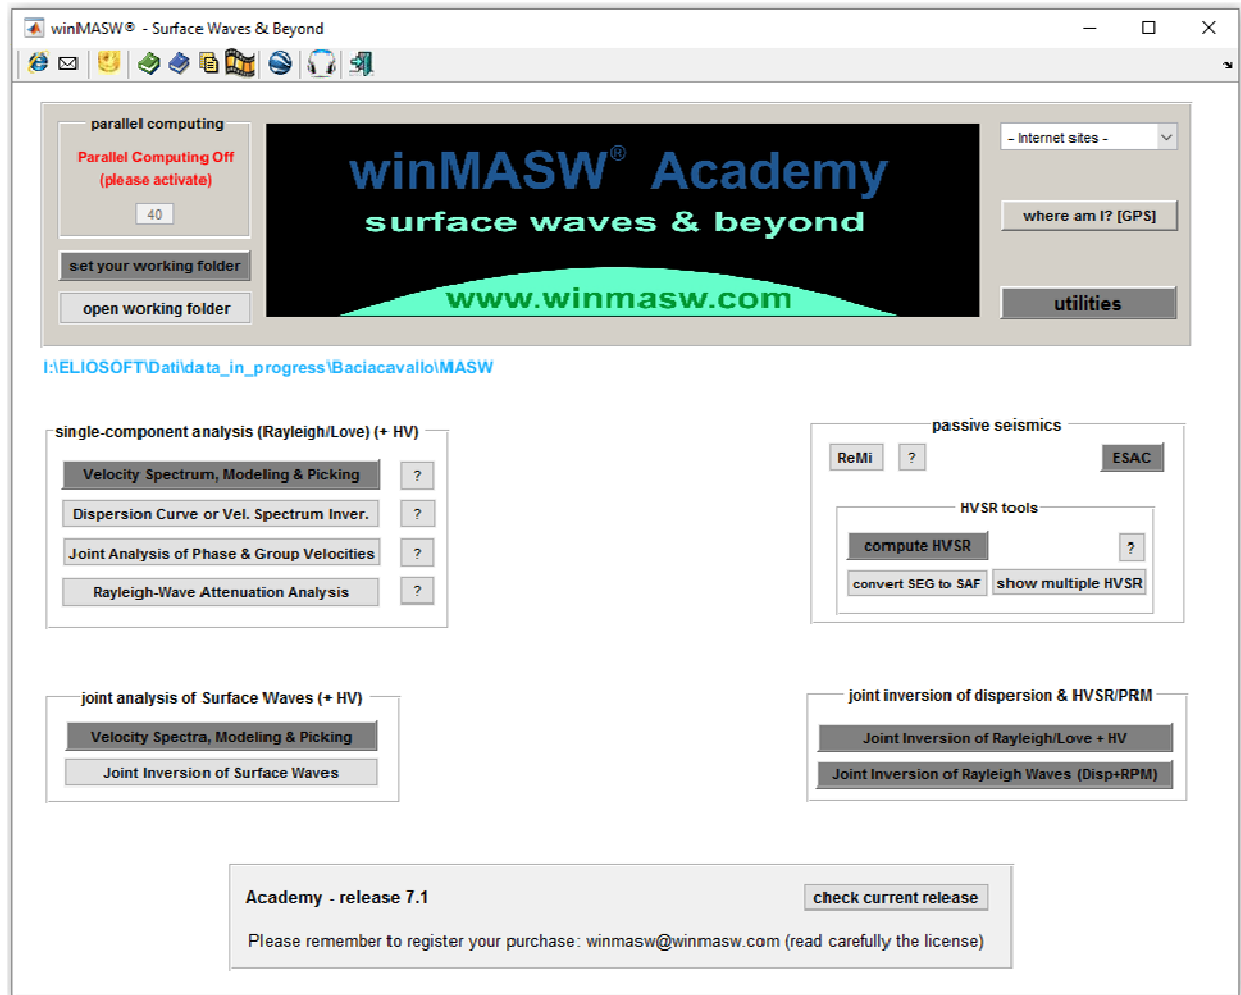 winMASW® - Surface Waves & Beyond
parallel computing
Parallel Computing Off
(please activate)
40
set your working folder
open working folder
winMASW® Academy
surface waves & beyond
www.winmasw.com
- Internet sites -
where am I? [GPS]
utilities
I:\ELIOSOFT\Dati\data_in_progress\Baciacavallo\MASW
single-component analysis (Rayleigh/Love) (+ HV)
Velocity Spectrum, Modeling & Picking ?
Dispersion Curve or Vel. Spectrum Inver. ?
Joint Analysis of Phase & Group Velocities ?
Rayleigh-Wave Attenuation Analysis ?
passive seismics
ReMi ? ESAC
HVSR tools
compute HVSR ?
convert SEG to SAF show multiple HVSR
joint analysis of Surface Waves (+ HV)
Velocity Spectra, Modeling & Picking
Joint Inversion of Surface Waves
joint inversion of dispersion & HVSR/PRM
Joint Inversion of Rayleigh/Love + HV
Joint Inversion of Rayleigh Waves (Disp+RPM)
Academy - release 7.1 check current release
Please remember to register your purchase: winmasw@winmasw.com (read carefully the license)